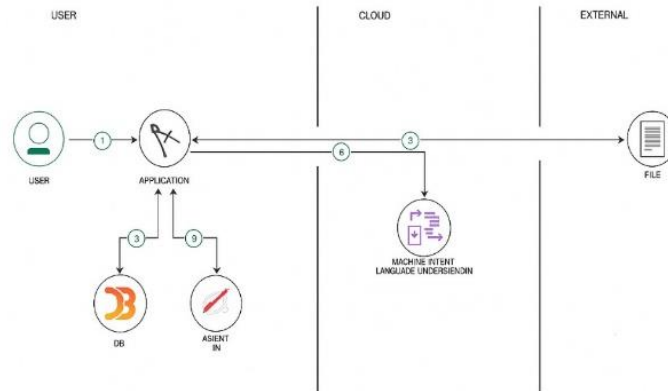 USER
CLOUD
EXTERNAL
1
3
6
USER
APPLICATION
FILE
3
9
MACHINE INTENT
LANGUADE UNDERSIENDIN
DB
ASIENT
IN